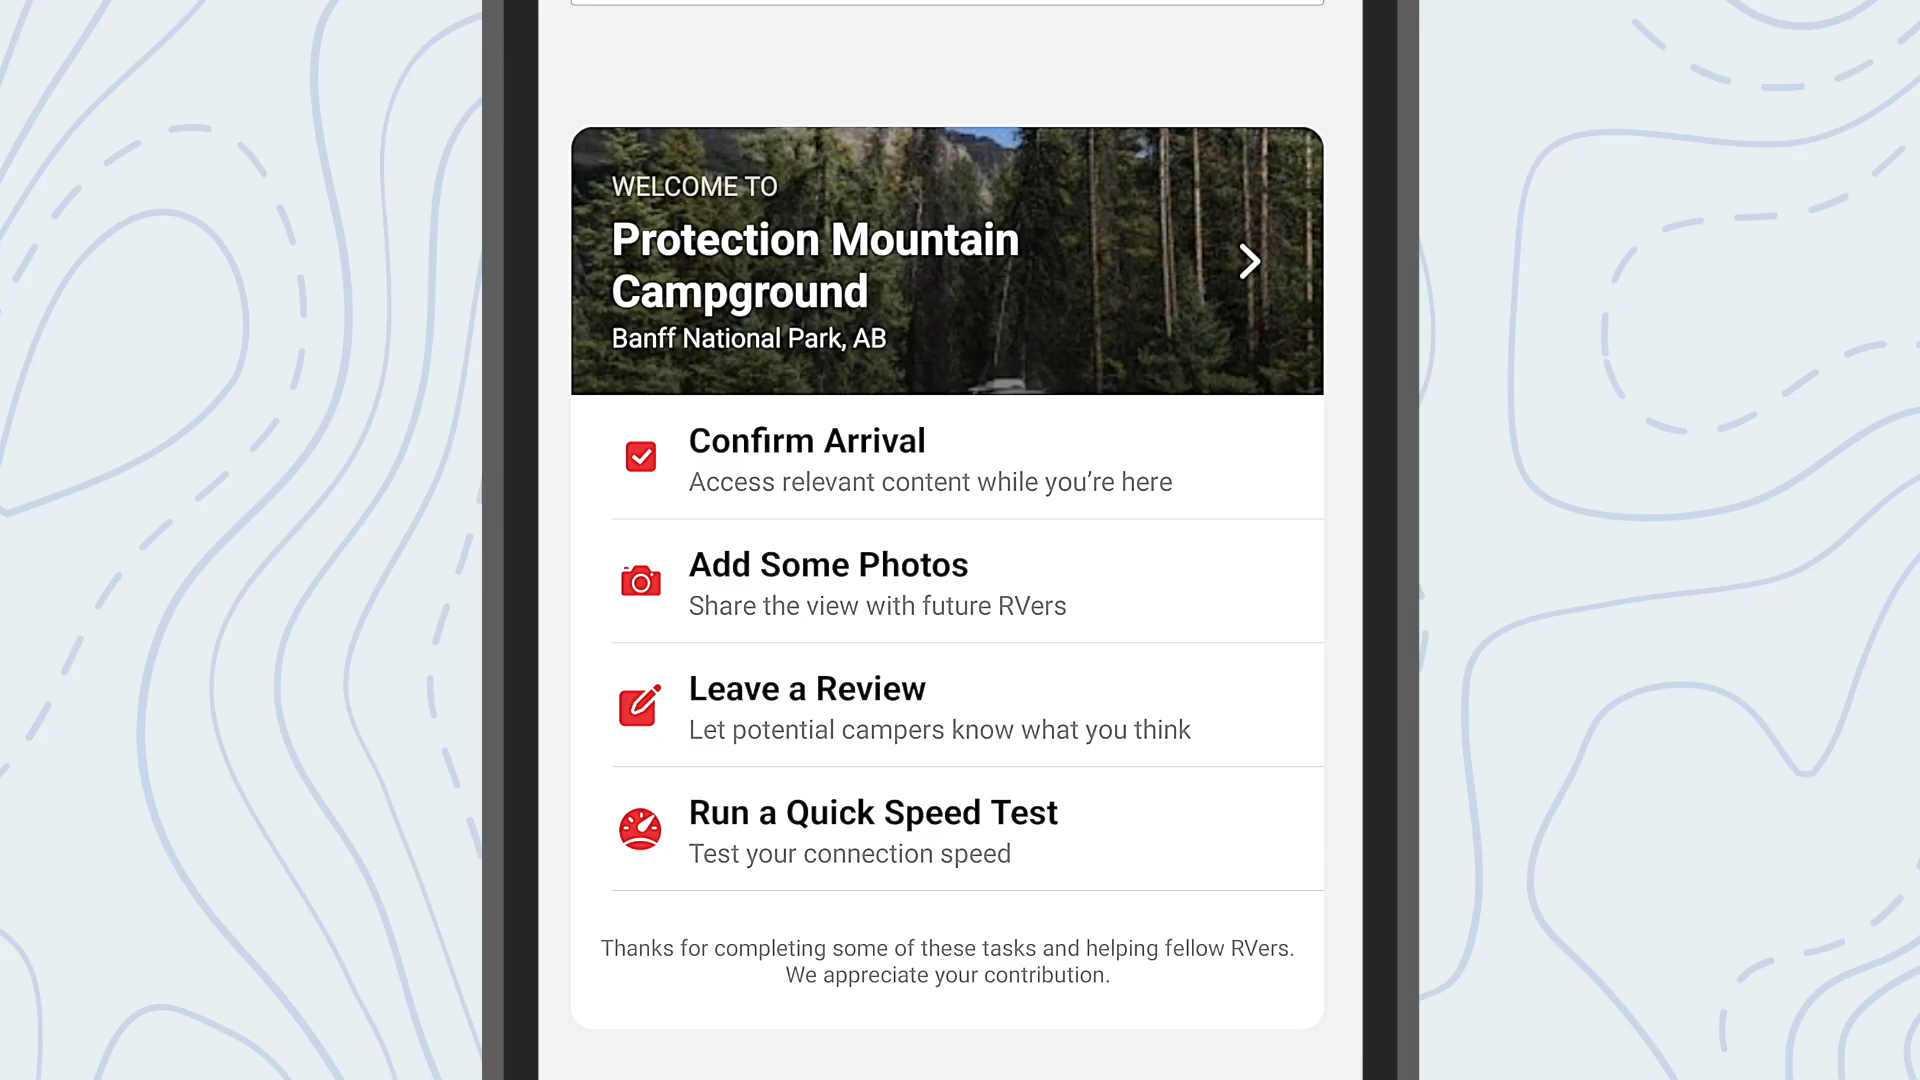 WELCOME TO
Protection Mountain
Campground
Banff National Park, AB
Confirm Arrival
Access relevant content while you’re here
Add Some Photos
Share the view with future RVers
Leave a Review
Let potential campers know what you think
Run a Quick Speed Test
Test your connection speed
Thanks for completing some of these tasks and helping fellow RVers.
We appreciate your contribution.